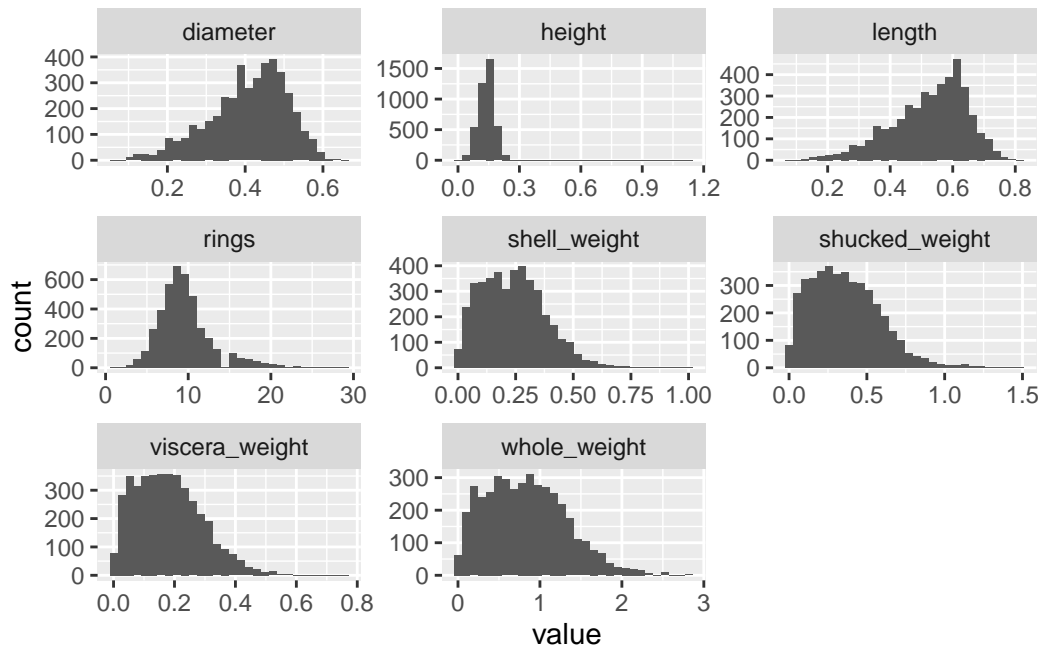 diameter
height
length
400
300
200
100
0
0.2 0.4 0.6
1500
1000
500
0
0.0 0.3 0.6 0.9 1.2
400
300
200
100
0
0.2 0.4 0.6 0.8
rings
shell_weight
shucked_weight
600
400
200
0
0 10 20 30
400
300
200
100
0
0.00 0.25 0.50 0.75 1.00
300
200
100
0
0.0 0.5 1.0 1.5
viscera_weight
whole_weight
300
200
100
0
0.0 0.2 0.4 0.6 0.8
300
200
100
0
0 1 2 3
count
value